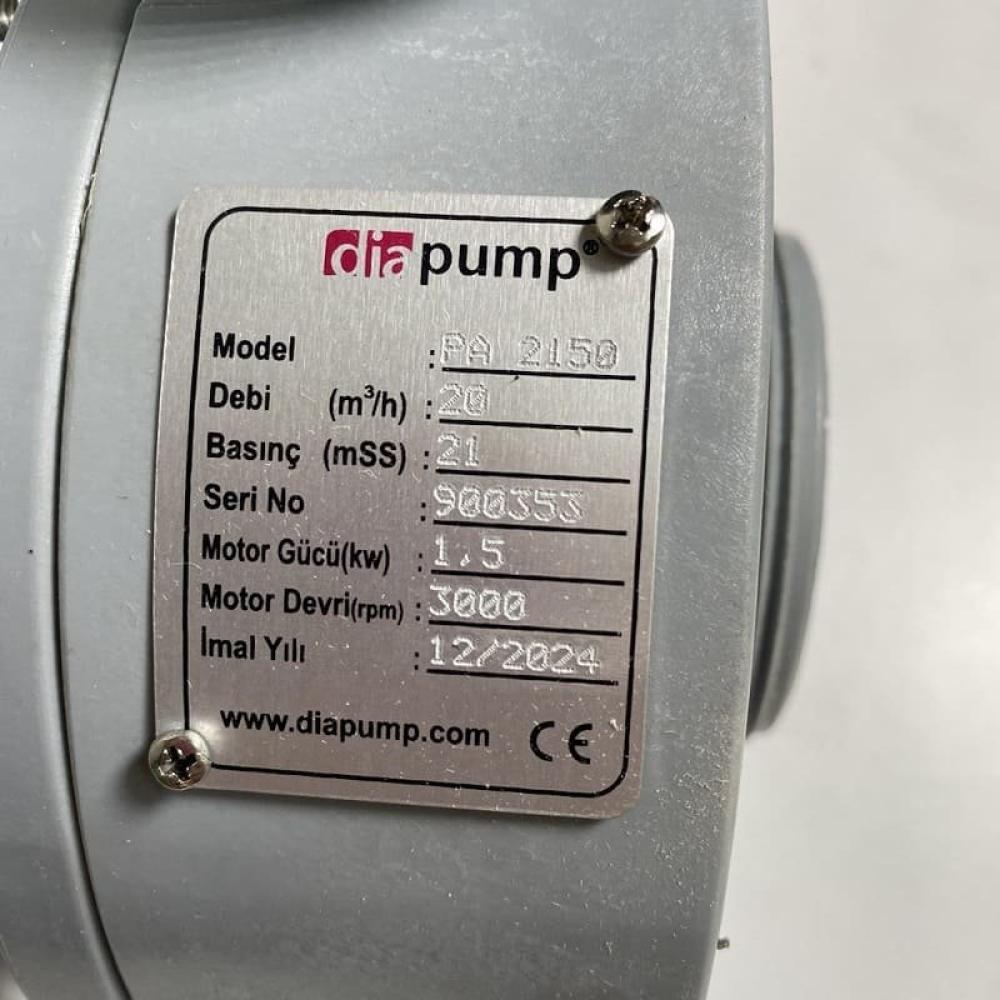 diapump®
Model : PA 2150
Debi (m³/h) : 20
Basınç (mSS) : 21
Seri No : 900353
Motor Gücü(kw) : 1.5
Motor Devri(rpm) : 3000
İmal Yılı : 12/2024
www.diapump.com CE